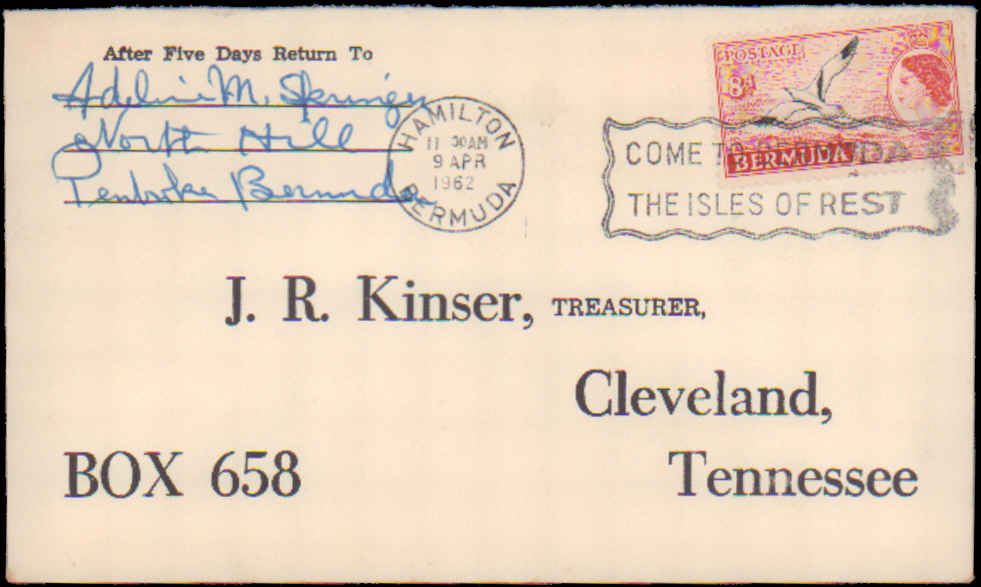 After Five Days Return To
Adeline M. Springer
North Hill
Pembroke Bermuda
HAMILTON
11 30AM
9 APR
1962
BERMUDA
POSTAGE
8d
BERMUDA
COME TO BERMUDA
THE ISLES OF REST
J. R. Kinser, TREASURER,
Cleveland,
BOX 658 Tennessee